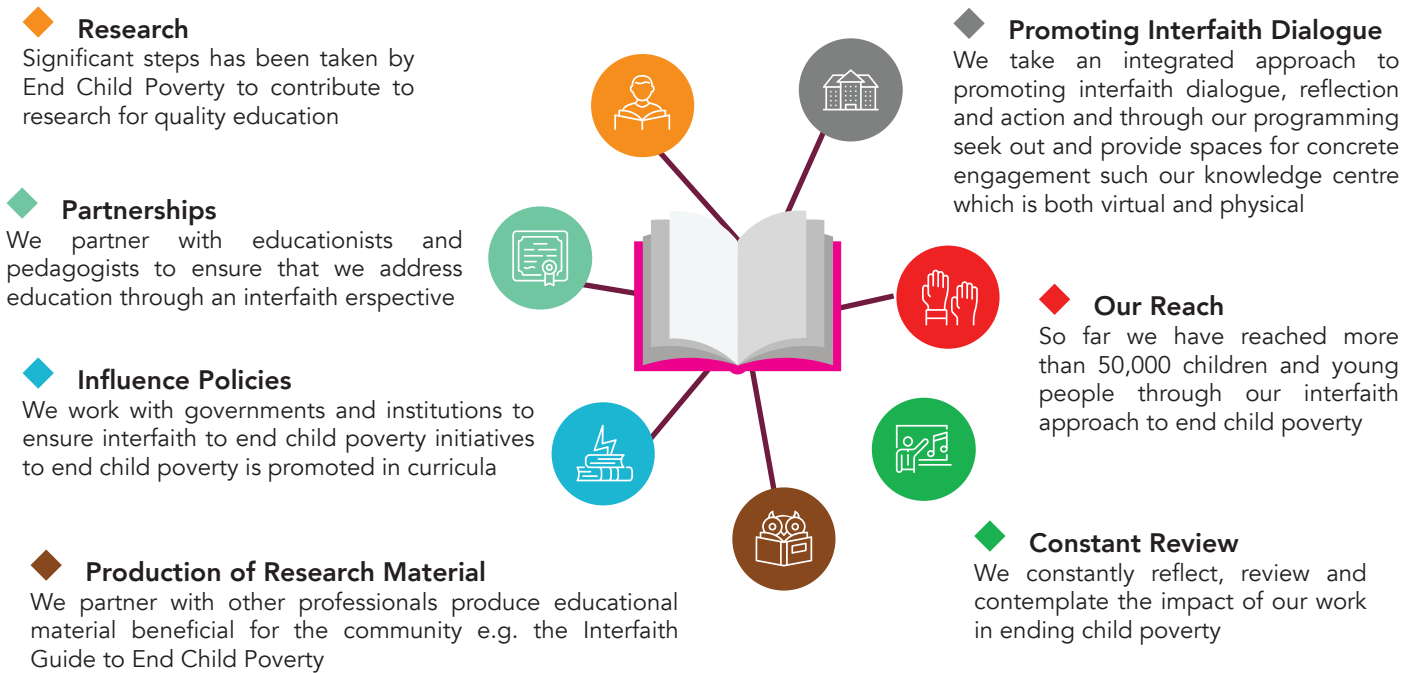 Research
Significant steps has been taken by
End Child Poverty to contribute to
research for quality education
Partnerships
We partner with educationists and
pedagogists to ensure that we address
education through an interfaith erspective
Influence Policies
We work with governments and institutions to
ensure interfaith to end child poverty initiatives
to end child poverty is promoted in curricula
Production of Research Material
We partner with other professionals produce educational
material beneficial for the community e.g. the Interfaith
Guide to End Child Poverty
Promoting Interfaith Dialogue
We take an integrated approach to
promoting interfaith dialogue, reflection
and action and through our programming
seek out and provide spaces for concrete
engagement such our knowledge centre
which is both virtual and physical
Our Reach
So far we have reached more
than 50,000 children and young
people through our interfaith
approach to end child poverty
Constant Review
We constantly reflect, review and
contemplate the impact of our work
in ending child poverty